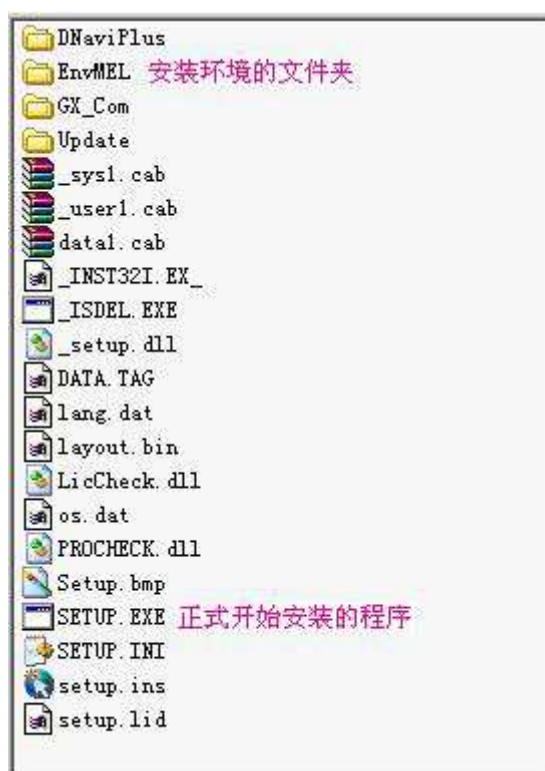 DNaviPlus
EnvMEL 安装环境的文件夹
GX_Com
Update
_sys1.cab
_user1.cab
data1.cab
_INST32I.EX_
_ISDEL.EXE
_setup.dll
DATA.TAG
lang.dat
layout.bin
LicCheck.dll
os.dat
PROCHECK.dll
Setup.bmp
SETUP.EXE 正式开始安装的程序
SETUP.INI
setup.ins
setup.lid